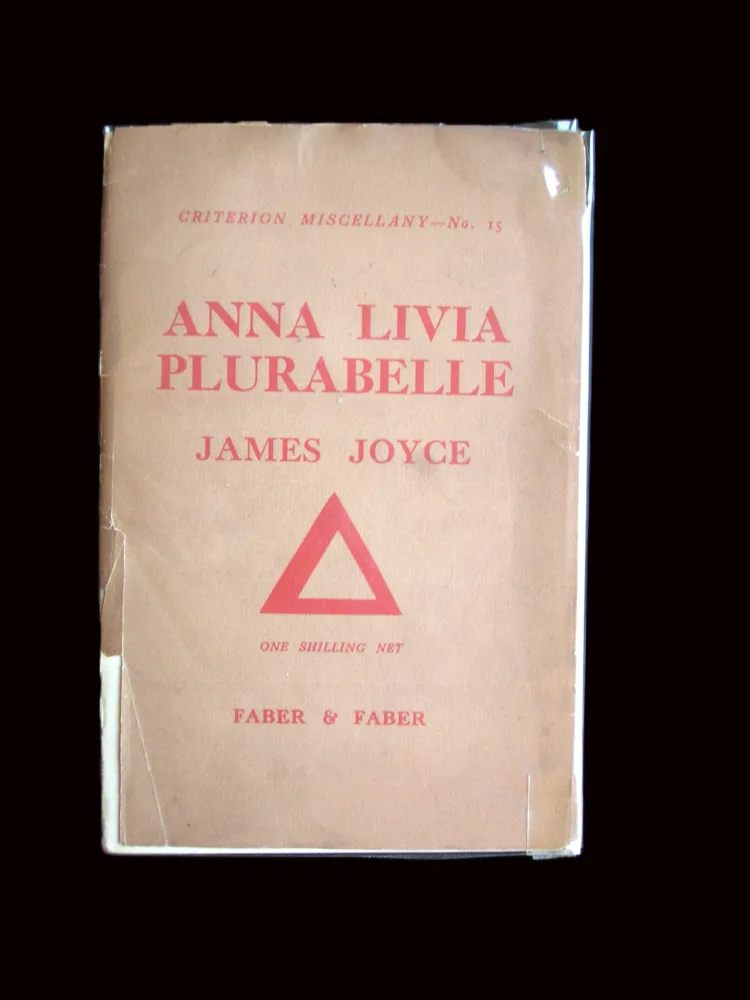 CRITERION MISCELLANY—No. 15
ANNA LIVIA
PLURABELLE
JAMES JOYCE
ONE SHILLING NET
FABER & FABER